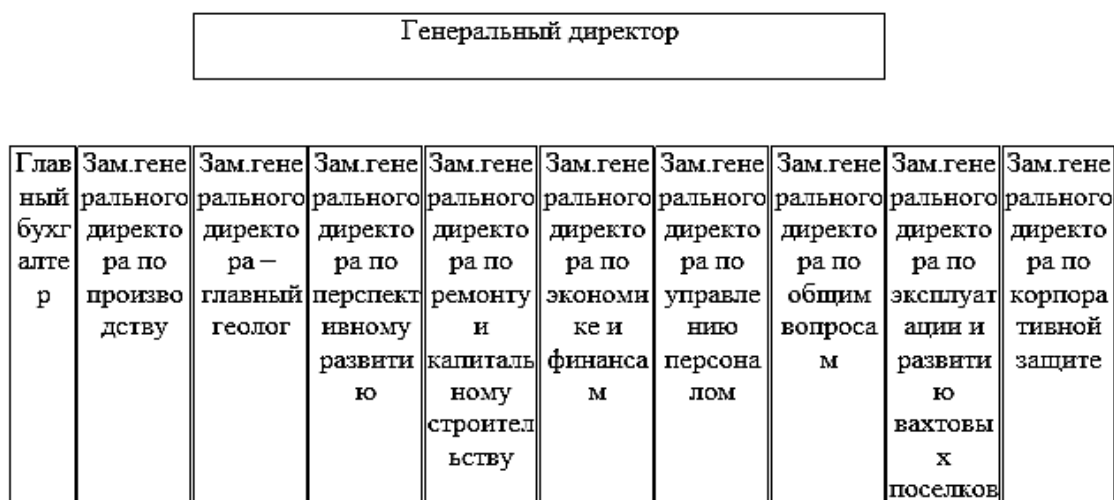 Генеральный директор
Глав
ный
бухг
алте
р
Зам.гене
рального
директо
ра по
произво
дству
Зам.гене
рального
директо
ра –
главный
геолог
Зам.гене
рального
директо
ра по
перспект
ивному
развити
ю
Зам.гене
рального
директо
ра по
ремонту
и
капиталь
ному
строител
ьству
Зам.гене
рального
директо
ра по
экономи
ке и
финанса
м
Зам.гене
рального
директо
ра по
управле
нию
персона
лом
Зам.гене
рального
директо
ра по
общим
вопроса
м
Зам.гене
рального
директо
ра по
эксплуат
ации и
развити
ю
вахтовы
х
поселков
Зам.гене
рального
директо
ра по
корпора
тивной
защите